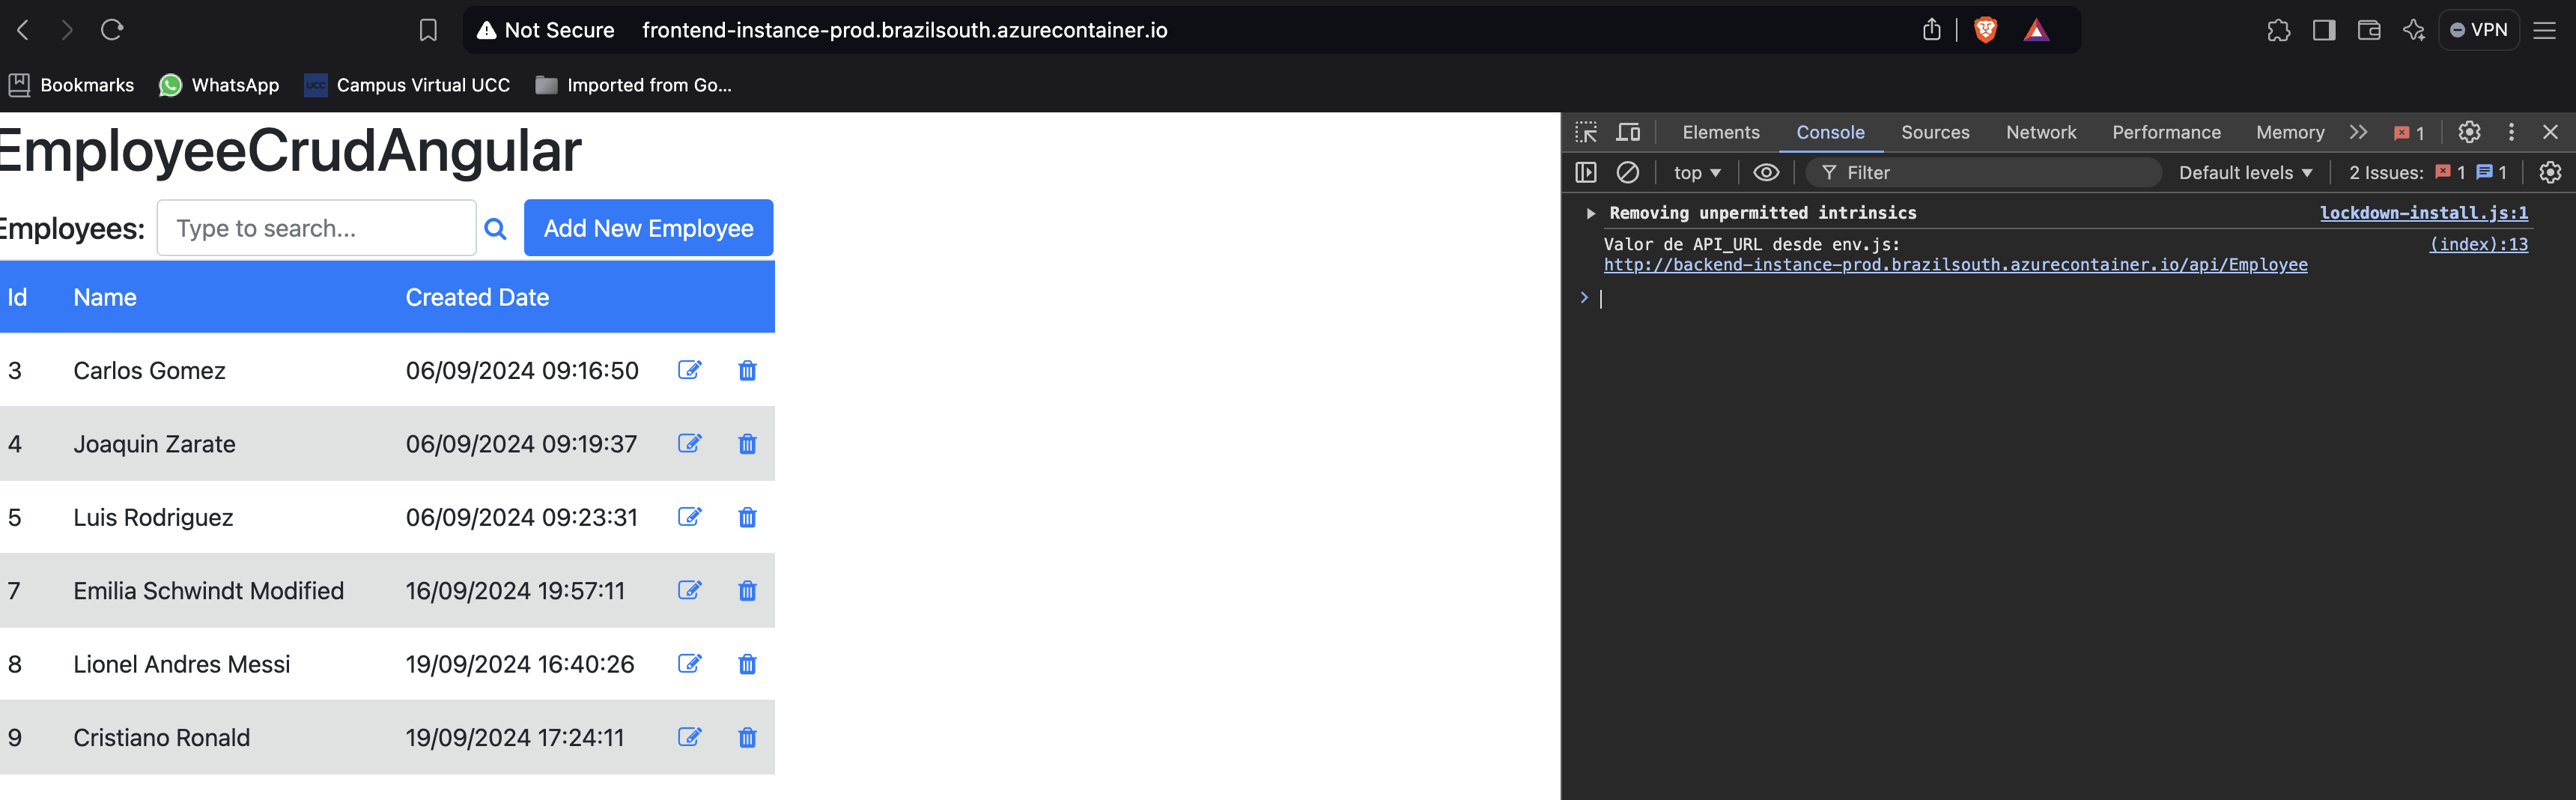 Not Secure frontend-instance-prod.brazilsouth.azurecontainer.io VPN
Bookmarks WhatsApp UCC Campus Virtual UCC Imported from Go...
EmployeeCrudAngular
Employees: Type to search... Add New Employee
Id Name Created Date
3 Carlos Gomez 06/09/2024 09:16:50
4 Joaquin Zarate 06/09/2024 09:19:37
5 Luis Rodriguez 06/09/2024 09:23:31
7 Emilia Schwindt Modified 16/09/2024 19:57:11
8 Lionel Andres Messi 19/09/2024 16:40:26
9 Cristiano Ronald 19/09/2024 17:24:11
Elements Console Sources Network Performance Memory 1
top Filter Default levels 2 Issues: 1 1
Removing unpermitted intrinsics lockdown-install.js:1
Valor de API_URL desde env.js: (index):13
http://backend-instance-prod.brazilsouth.azurecontainer.io/api/Employee